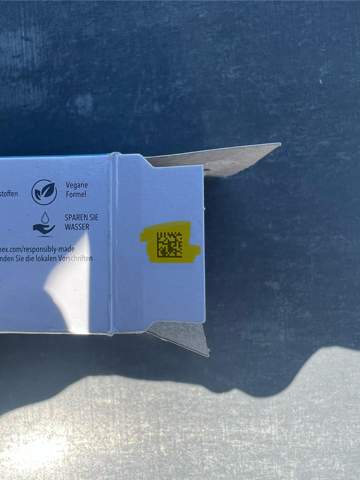 stoffen
Vegane
Formel
SPAREN SIE
WASSER
ex.com/responsibly-made
nden Sie die lokalen Vorschriften